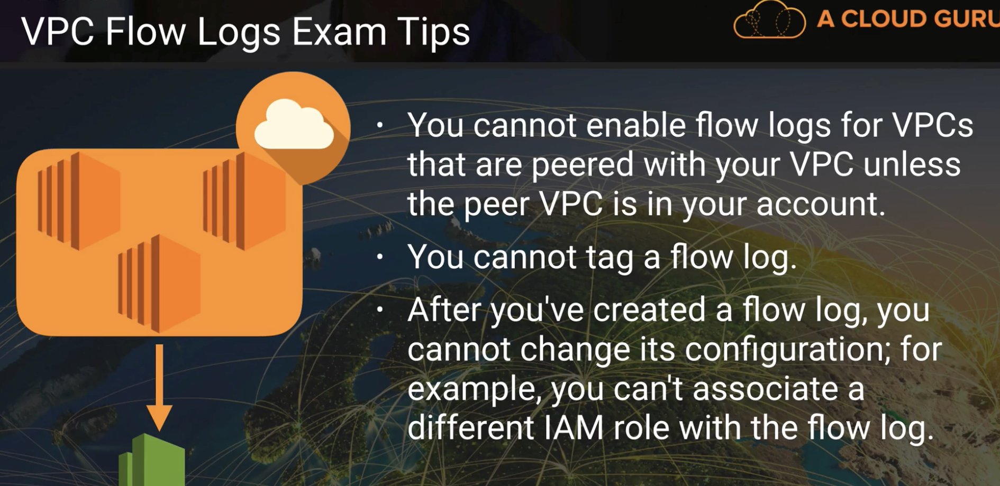 VPC Flow Logs Exam Tips
A CLOUD GURU
• You cannot enable flow logs for VPCs
that are peered with your VPC unless
the peer VPC is in your account.
• You cannot tag a flow log.
• After you've created a flow log, you
cannot change its configuration; for
example, you can't associate a
different IAM role with the flow log.